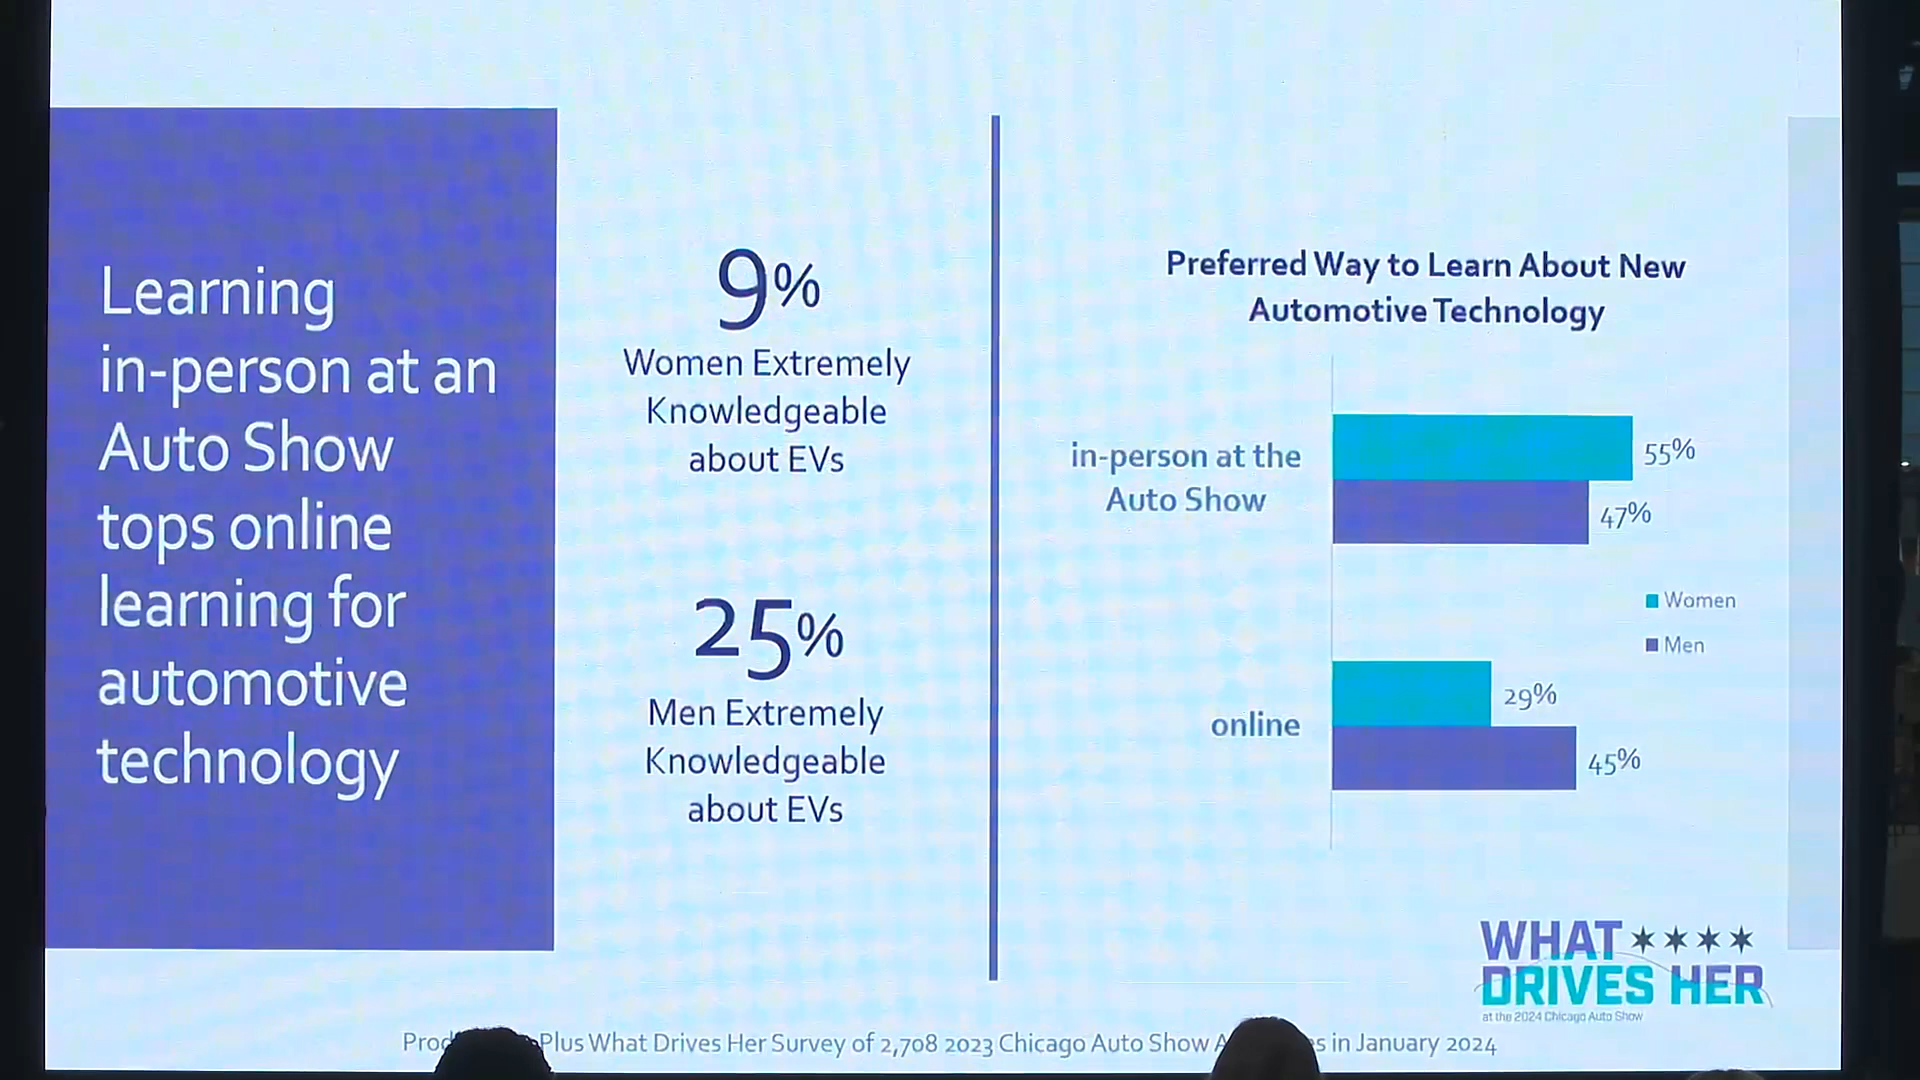 Learning
in-person at an
Auto Show
tops online
learning for
automotive
technology
9%
Women Extremely
Knowledgeable
about EVs
25%
Men Extremely
Knowledgeable
about EVs
Preferred Way to Learn About New
Automotive Technology
in-person at the
Auto Show
55%
47%
Women
Men
online
29%
45%
WHAT
DRIVES HER
at the 2024 Chicago Auto Show
Plus What Drives Her Survey of 2,708 2023 Chicago Auto Show in January 2024